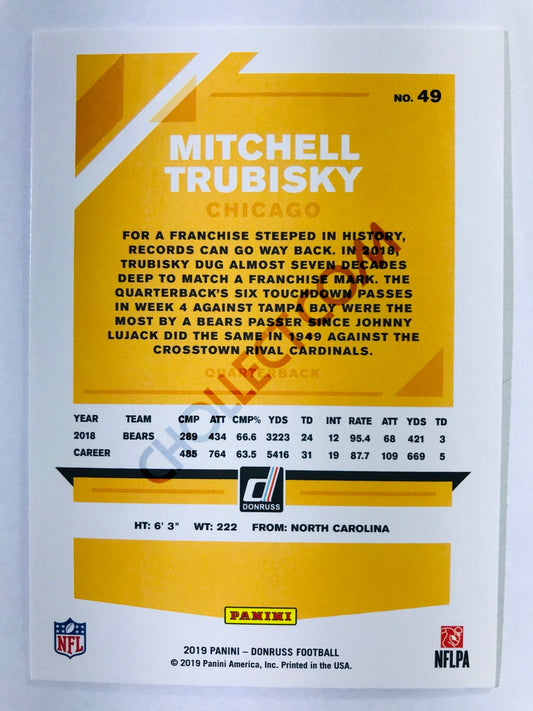 NO. 49
MITCHELL
TRUBISKY
CHICAGO
FOR A FRANCHISE STEEPED IN HISTORY,
RECORDS CAN GO WAY BACK. IN 2018,
TRUBISKY DUG ALMOST SEVEN DECADES
DEEP TO MATCH A FRANCHISE MARK. THE
QUARTERBACK'S SIX TOUCHDOWN PASSES
IN WEEK 4 AGAINST TAMPA BAY WERE THE
MOST BY A BEARS PASSER SINCE JOHNNY
LUJACK DID THE SAME IN 1949 AGAINST THE
CROSSTOWN RIVAL CARDINALS.
QUARTERBACK
CHOLLECT.COM
YEAR TEAM CMP ATT CMP% YDS TD INT RATE ATT YDS TD
2018 BEARS 289 434 66.6 3223 24 12 95.4 68 421 3
CAREER 485 764 63.5 5416 31 19 87.7 109 669 5
d
DONRUSS
HT: 6' 3" WT: 222 FROM: NORTH CAROLINA
PANINI
NFL
2019 PANINI – DONRUSS FOOTBALL
© 2019 Panini America, Inc. Printed in the USA.
NFLPA